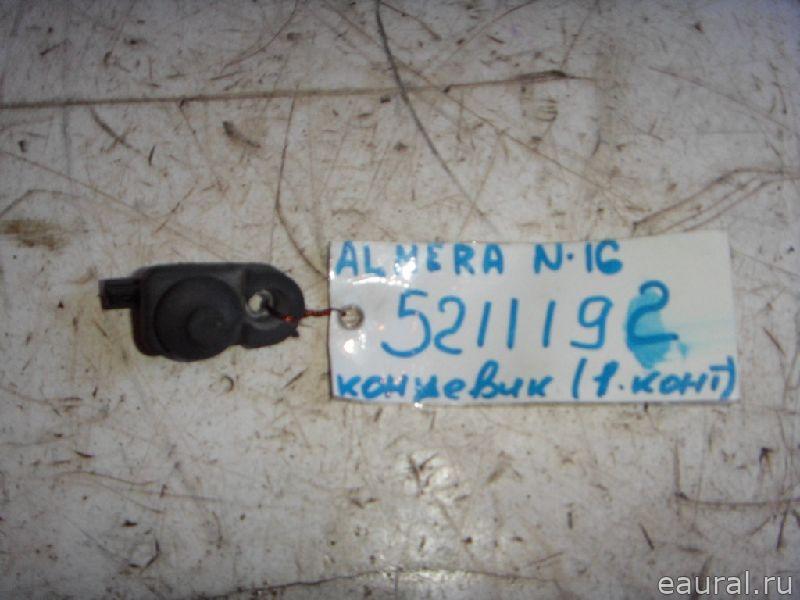 ALMERA N·16
5211192
концевик (1.конт)
eaural.ru